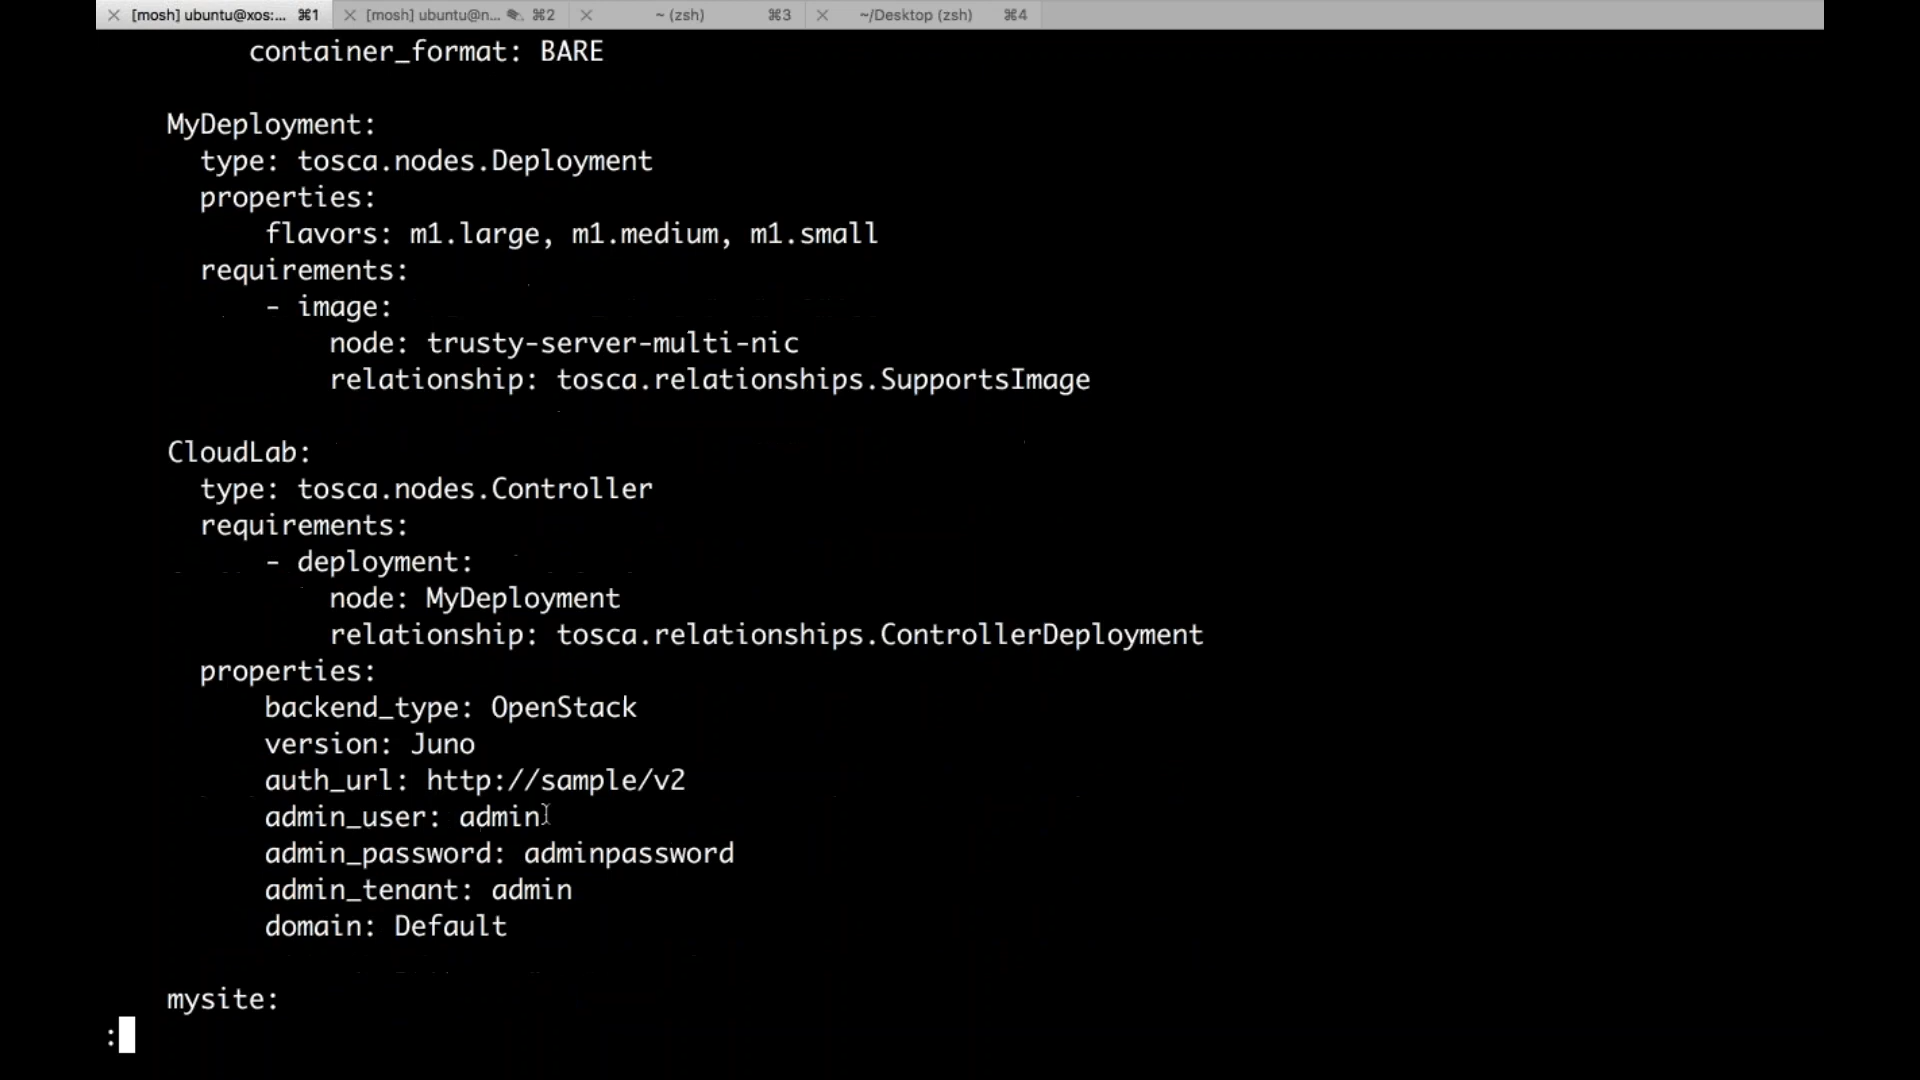 [mosh] ubuntu@xos:... ⌘1 [mosh] ubuntu@n... ⌘2 ~ (zsh) ⌘3 ~/Desktop (zsh) ⌘4
container_format: BARE
MyDeployment:
type: tosca.nodes.Deployment
properties:
flavors: m1.large, m1.medium, m1.small
requirements:
- image:
node: trusty-server-multi-nic
relationship: tosca.relationships.SupportsImage
CloudLab:
type: tosca.nodes.Controller
requirements:
- deployment:
node: MyDeployment
relationship: tosca.relationships.ControllerDeployment
properties:
backend_type: OpenStack
version: Juno
auth_url: http://sample/v2
admin_user: admin
admin_password: adminpassword
admin_tenant: admin
domain: Default
mysite:
: